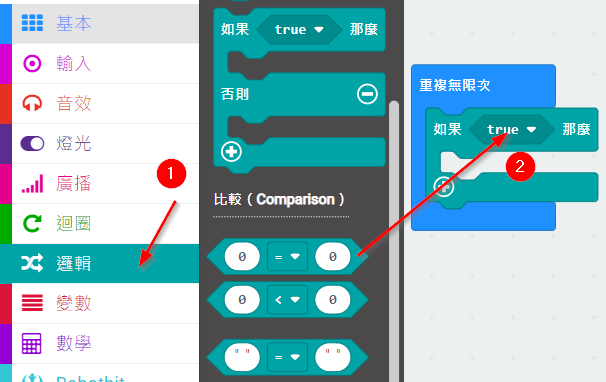 基本
輸入
音效
燈光
廣播
迴圈
邏輯
變數
數學
Robotbit
1
如果 true 那麼
否則
比較 ( Comparison )
0 = 0
0 < 0
" " = " "
重複無限次
如果 true 那麼
2